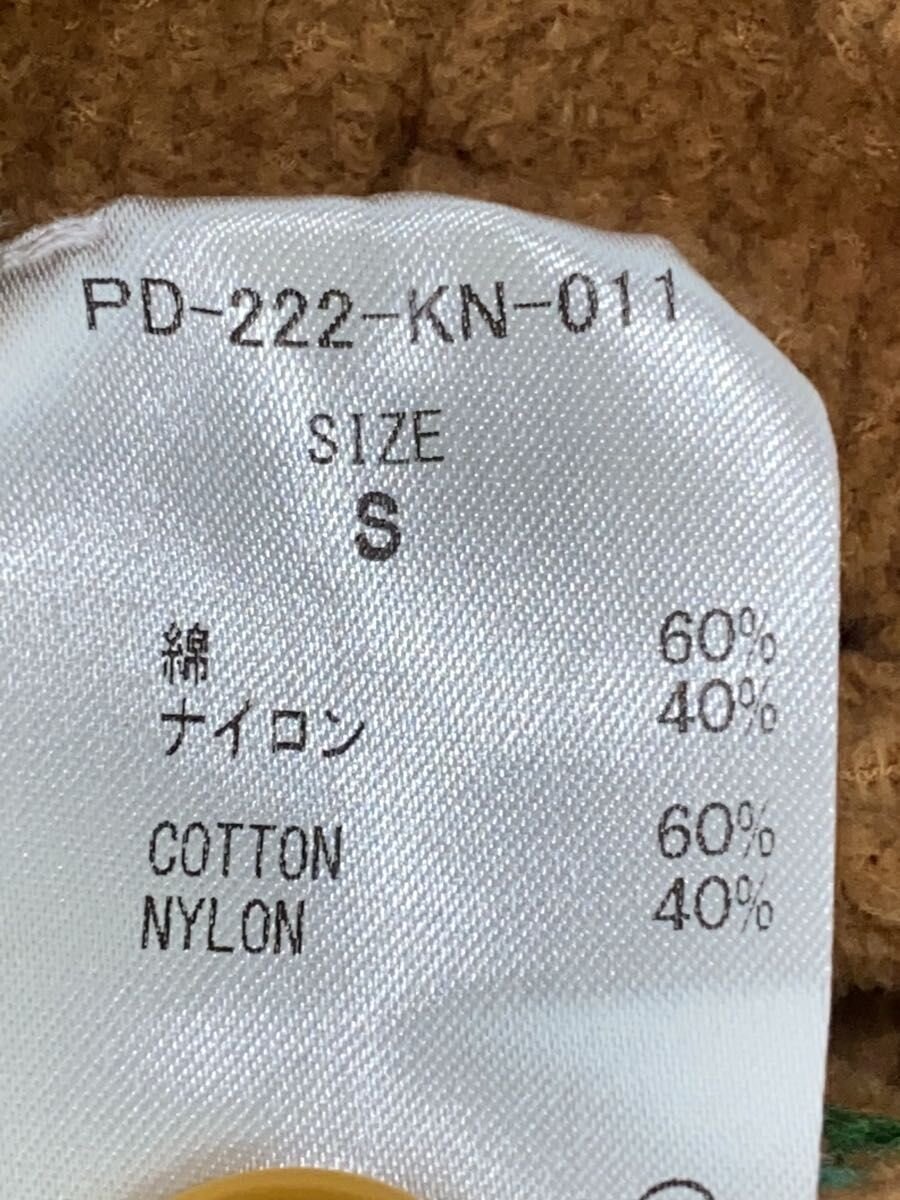 PD-222-KN-011
SIZE
S
綿 60%
ナイロン 40%
COTTON 60%
NYLON 40%